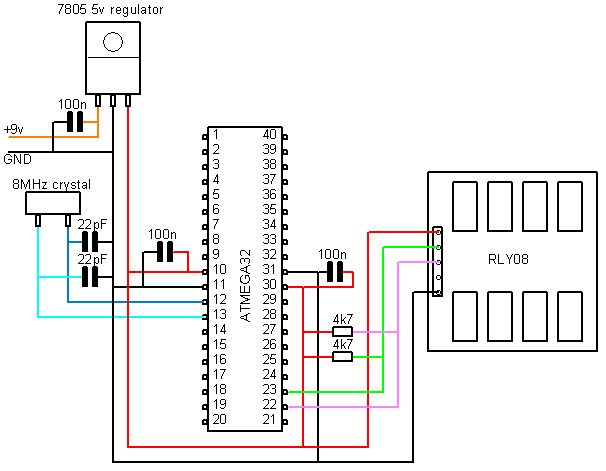 7805 5v regulator
100n
+9v
GND
8MHz crystal
22pF
22pF
100n
ATMEGA32
1 40
2 39
3 38
4 37
5 36
6 35
7 34
8 33
9 32
10 31
11 30
12 29
13 28
14 27
15 26
16 25
17 24
18 23
19 22
20 21
100n
4k7
4k7
RLY08